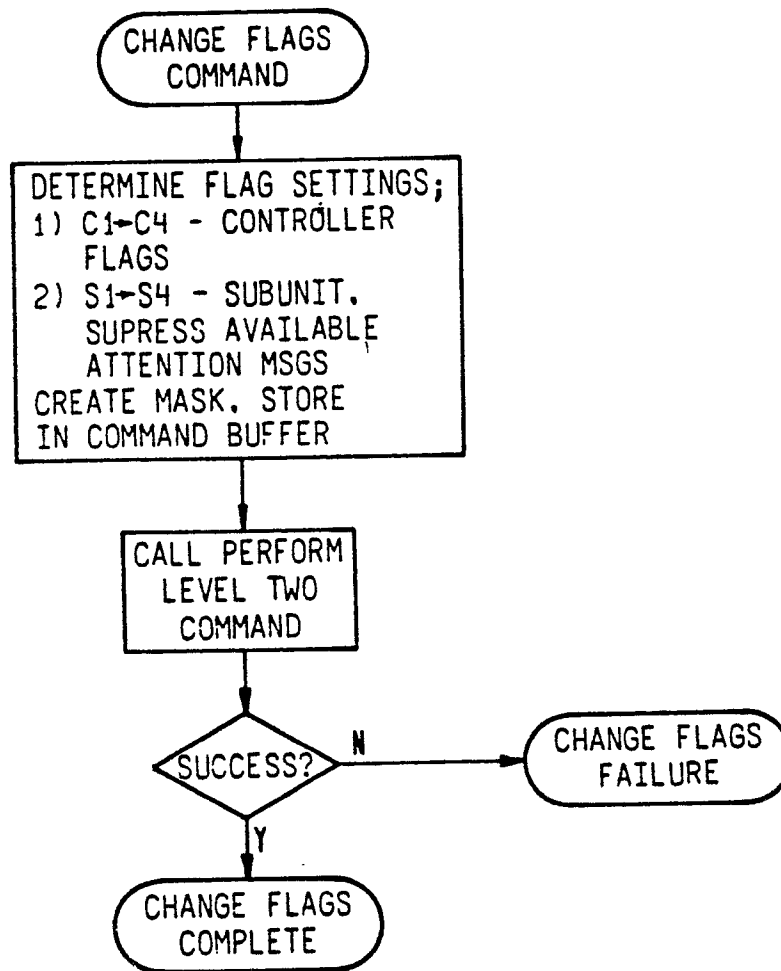 CHANGE FLAGS
COMMAND
DETERMINE FLAG SETTINGS;
1) C1→C4 - CONTROLLER
FLAGS
2) S1→S4 - SUBUNIT.
SUPRESS AVAILABLE
ATTENTION MSGS
CREATE MASK. STORE
IN COMMAND BUFFER
CALL PERFORM
LEVEL TWO
COMMAND
SUCCESS?
N
CHANGE FLAGS
FAILURE
Y
CHANGE FLAGS
COMPLETE